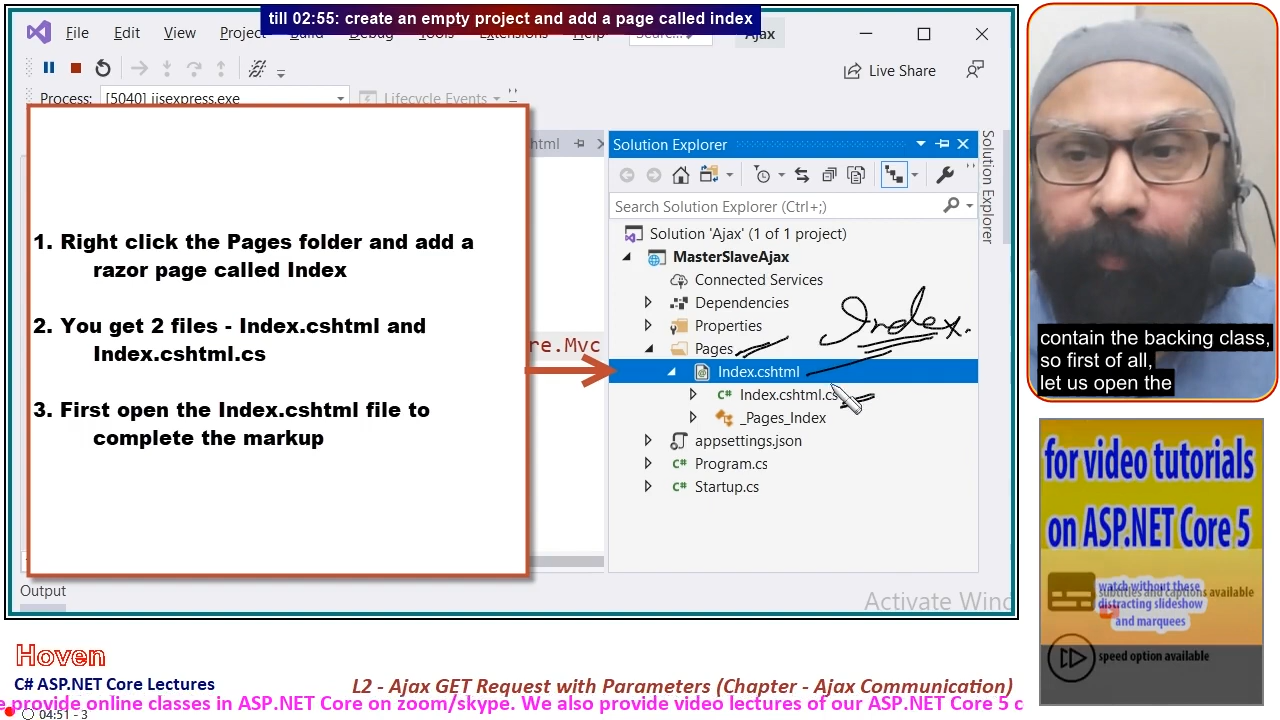 till 02:55: create an empty project and add a page called index
File Edit View Project Build Debug Tools Extensions Help Ajax
Live Share
Process: [5040] iisexpress.exe Lifecycle Events
html
Solution Explorer
Solution Explorer
Search Solution Explorer (Ctrl+;)
Solution 'Ajax' (1 of 1 project)
MasterSlaveAjax
Connected Services
Dependencies
Properties
Pages
Index.cshtml
Index.cshtml.cs
_Pages_Index
appsettings.json
Program.cs
Startup.cs
Index.
1. Right click the Pages folder and add a
razor page called Index
2. You get 2 files - Index.cshtml and
Index.cshtml.cs
3. First open the Index.cshtml file to
complete the markup
re.Mvc
Output
Activate Wind
contain the backing class,
so first of all,
let us open the
for video tutorials
on ASP.NET Core 5
watch without these
distracting slideshow
and marquees
subtitles and captions available
speed option available
Hoven
C# ASP.NET Core Lectures
L2 - Ajax GET Request with Parameters (Chapter - Ajax Communication)
e provide online classes in ASP.NET Core on zoom/skype. We also provide video lectures of our ASP.NET Core 5 c
04:51 - 3